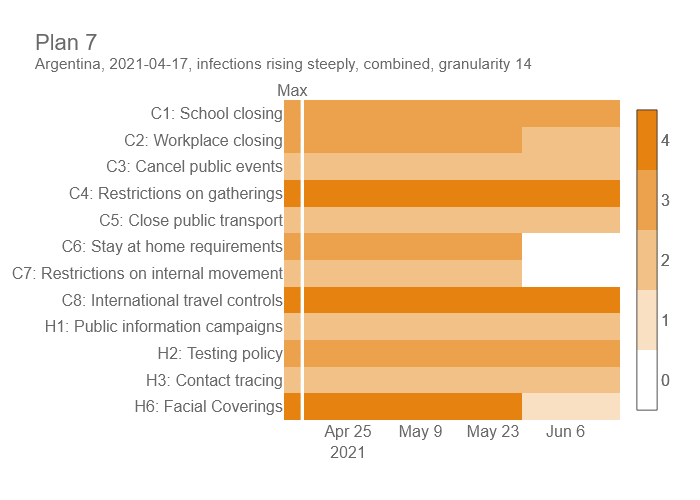 Plan 7
Argentina, 2021-04-17, infections rising steeply, combined, granularity 14
Max
C1: School closing
C2: Workplace closing
C3: Cancel public events
C4: Restrictions on gatherings
C5: Close public transport
C6: Stay at home requirements
C7: Restrictions on internal movement
C8: International travel controls
H1: Public information campaigns
H2: Testing policy
H3: Contact tracing
H6: Facial Coverings
4
3
2
1
0
Apr 25 May 9 May 23 Jun 6
2021